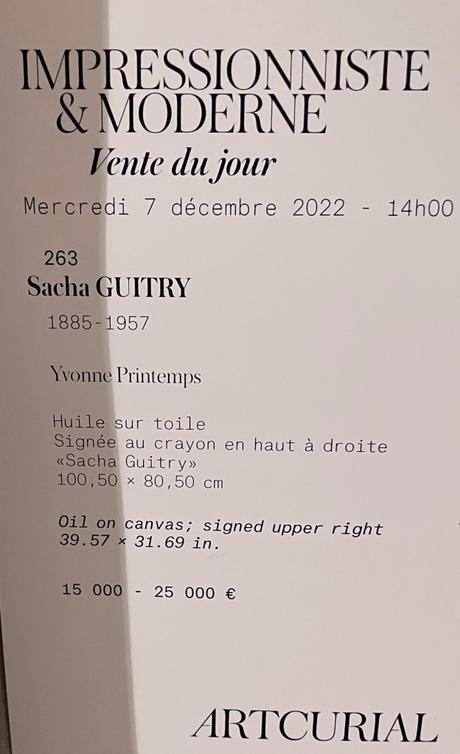 IMPRESSIONNISTE
& MODERNE
Vente du jour
Mercredi 7 décembre 2022 - 14h00
263
Sacha GUITRY
1885-1957
Yvonne Printemps
Huile sur toile
Signée au crayon en haut à droite
«Sacha Guitry»
100,50 × 80,50 cm
Oil on canvas; signed upper right
39.57 × 31.69 in.
15 000 - 25 000 €
ARTCURIAL